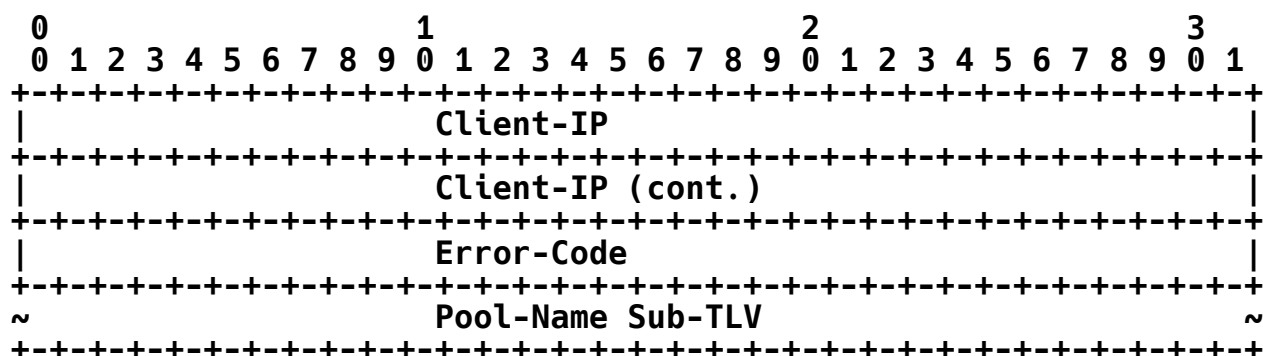 0                   1                   2                   3
 0 1 2 3 4 5 6 7 8 9 0 1 2 3 4 5 6 7 8 9 0 1 2 3 4 5 6 7 8 9 0 1
+-+-+-+-+-+-+-+-+-+-+-+-+-+-+-+-+-+-+-+-+-+-+-+-+-+-+-+-+-+-+-+-+
|                     Client-IP                                 |
+-+-+-+-+-+-+-+-+-+-+-+-+-+-+-+-+-+-+-+-+-+-+-+-+-+-+-+-+-+-+-+-+
|                     Client-IP (cont.)                         |
+-+-+-+-+-+-+-+-+-+-+-+-+-+-+-+-+-+-+-+-+-+-+-+-+-+-+-+-+-+-+-+-+
|                     Error-Code                                |
+-+-+-+-+-+-+-+-+-+-+-+-+-+-+-+-+-+-+-+-+-+-+-+-+-+-+-+-+-+-+-+-+
~                     Pool-Name Sub-TLV                         ~
+-+-+-+-+-+-+-+-+-+-+-+-+-+-+-+-+-+-+-+-+-+-+-+-+-+-+-+-+-+-+-+-+